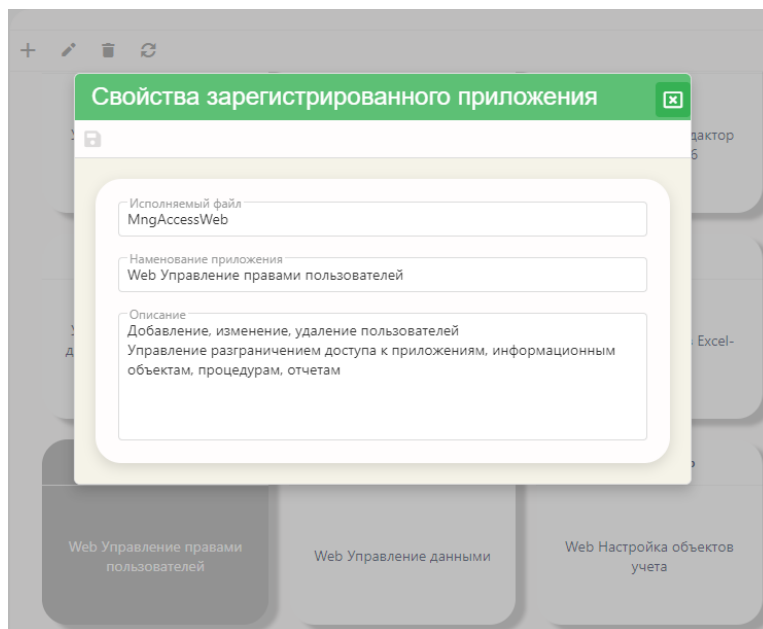 Свойства зарегистрированного приложения
дактор
Исполняемый файл
MngAccessWeb
Наменование приложения
Web Управление правами пользователей
Описание
Добавление, изменение, удаление пользователей
Управление разграничением доступа к приложениям, информационным
объектам, процедурам, отчетам
Excel-
Web Управление правами
пользователей
Web Управление данными
Web Настройка объектов
учета